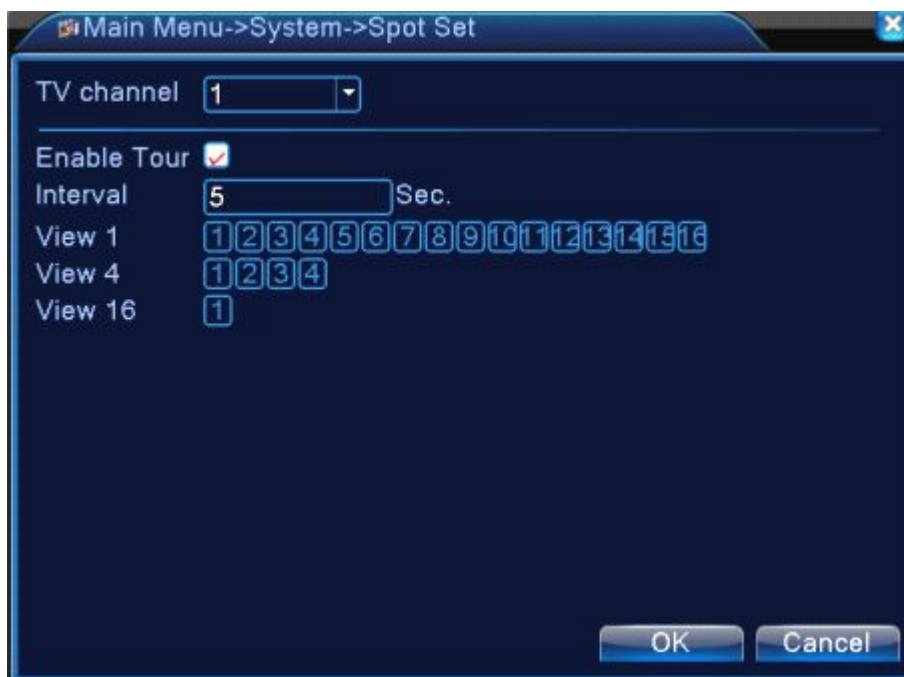 Main Menu->System->Spot Set
TV channel 1
Enable Tour
Interval 5 Sec.
View 1 1 2 3 4 5 6 7 8 9 10 11 12 13 14 15 16
View 4 1 2 3 4
View 16 1
OK Cancel